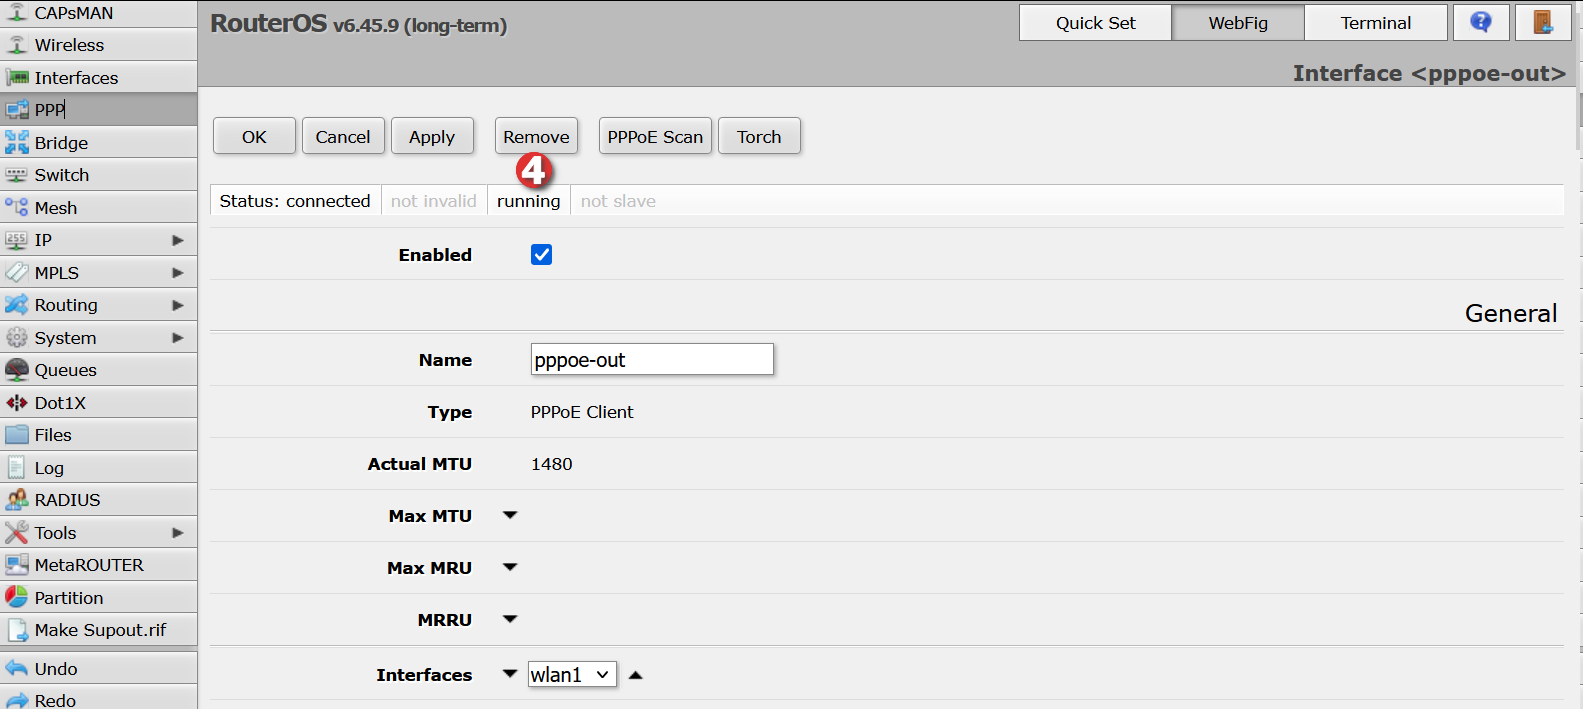 CAPsMAN
Wireless
Interfaces
PPP
Bridge
Switch
Mesh
255 IP
MPLS
Routing
System
Queues
Dot1X
Files
Log
RADIUS
Tools
MetaROUTER
Partition
Make Supout.rif
Undo
Redo
RouterOS v6.45.9 (long-term)
Quick Set WebFig Terminal ?
Interface <pppoe-out>
OK Cancel Apply Remove PPPoE Scan Torch
4
Status: connected not invalid running not slave
Enabled
General
Name pppoe-out
Type PPPoE Client
Actual MTU 1480
Max MTU
Max MRU
MRRU
Interfaces wlan1